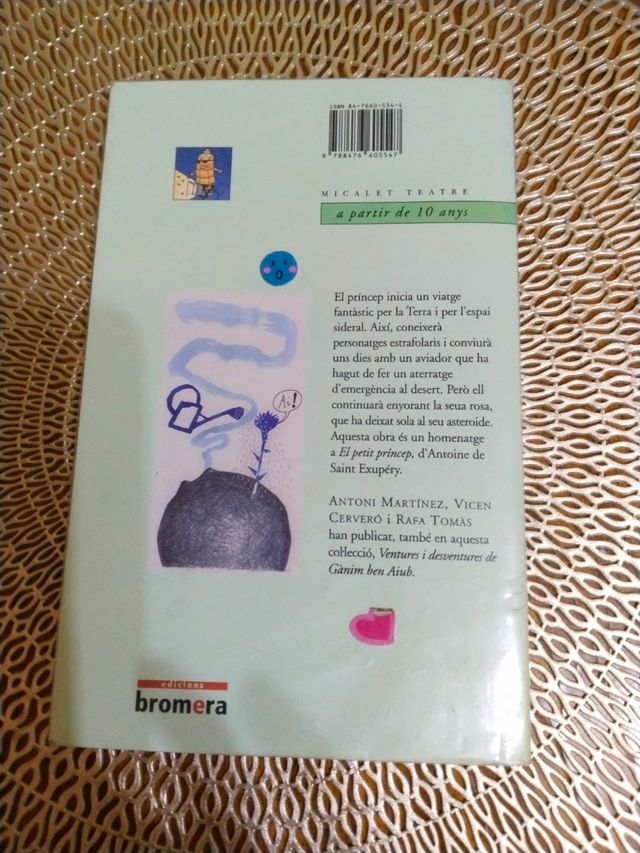 ISBN 84-7660-554-4
9 788476 605547
MICALET TEATRE
a partir de 10 anys
El príncep inicia un viatge
fantàstic per la Terra i per l'espai
sideral. Així, coneixerà
personatges estrafolaris i conviurà
uns dies amb un aviador que ha
hagut de fer un aterratge
d'emergència al desert. Però ell
continuarà enyorant la seua rosa,
que ha deixat sola al seu asteroide.
Aquesta obra és un homenatge
a El petit príncep, d'Antoine de
Saint Exupéry.
Ai!
ANTONI MARTÍNEZ, VICEN
CERVERÓ I RAFA TOMÀS
han publicat, també en aquesta
col·lecció, Ventures i desventures de
Gànim ben Aiub.
edicions
bromera